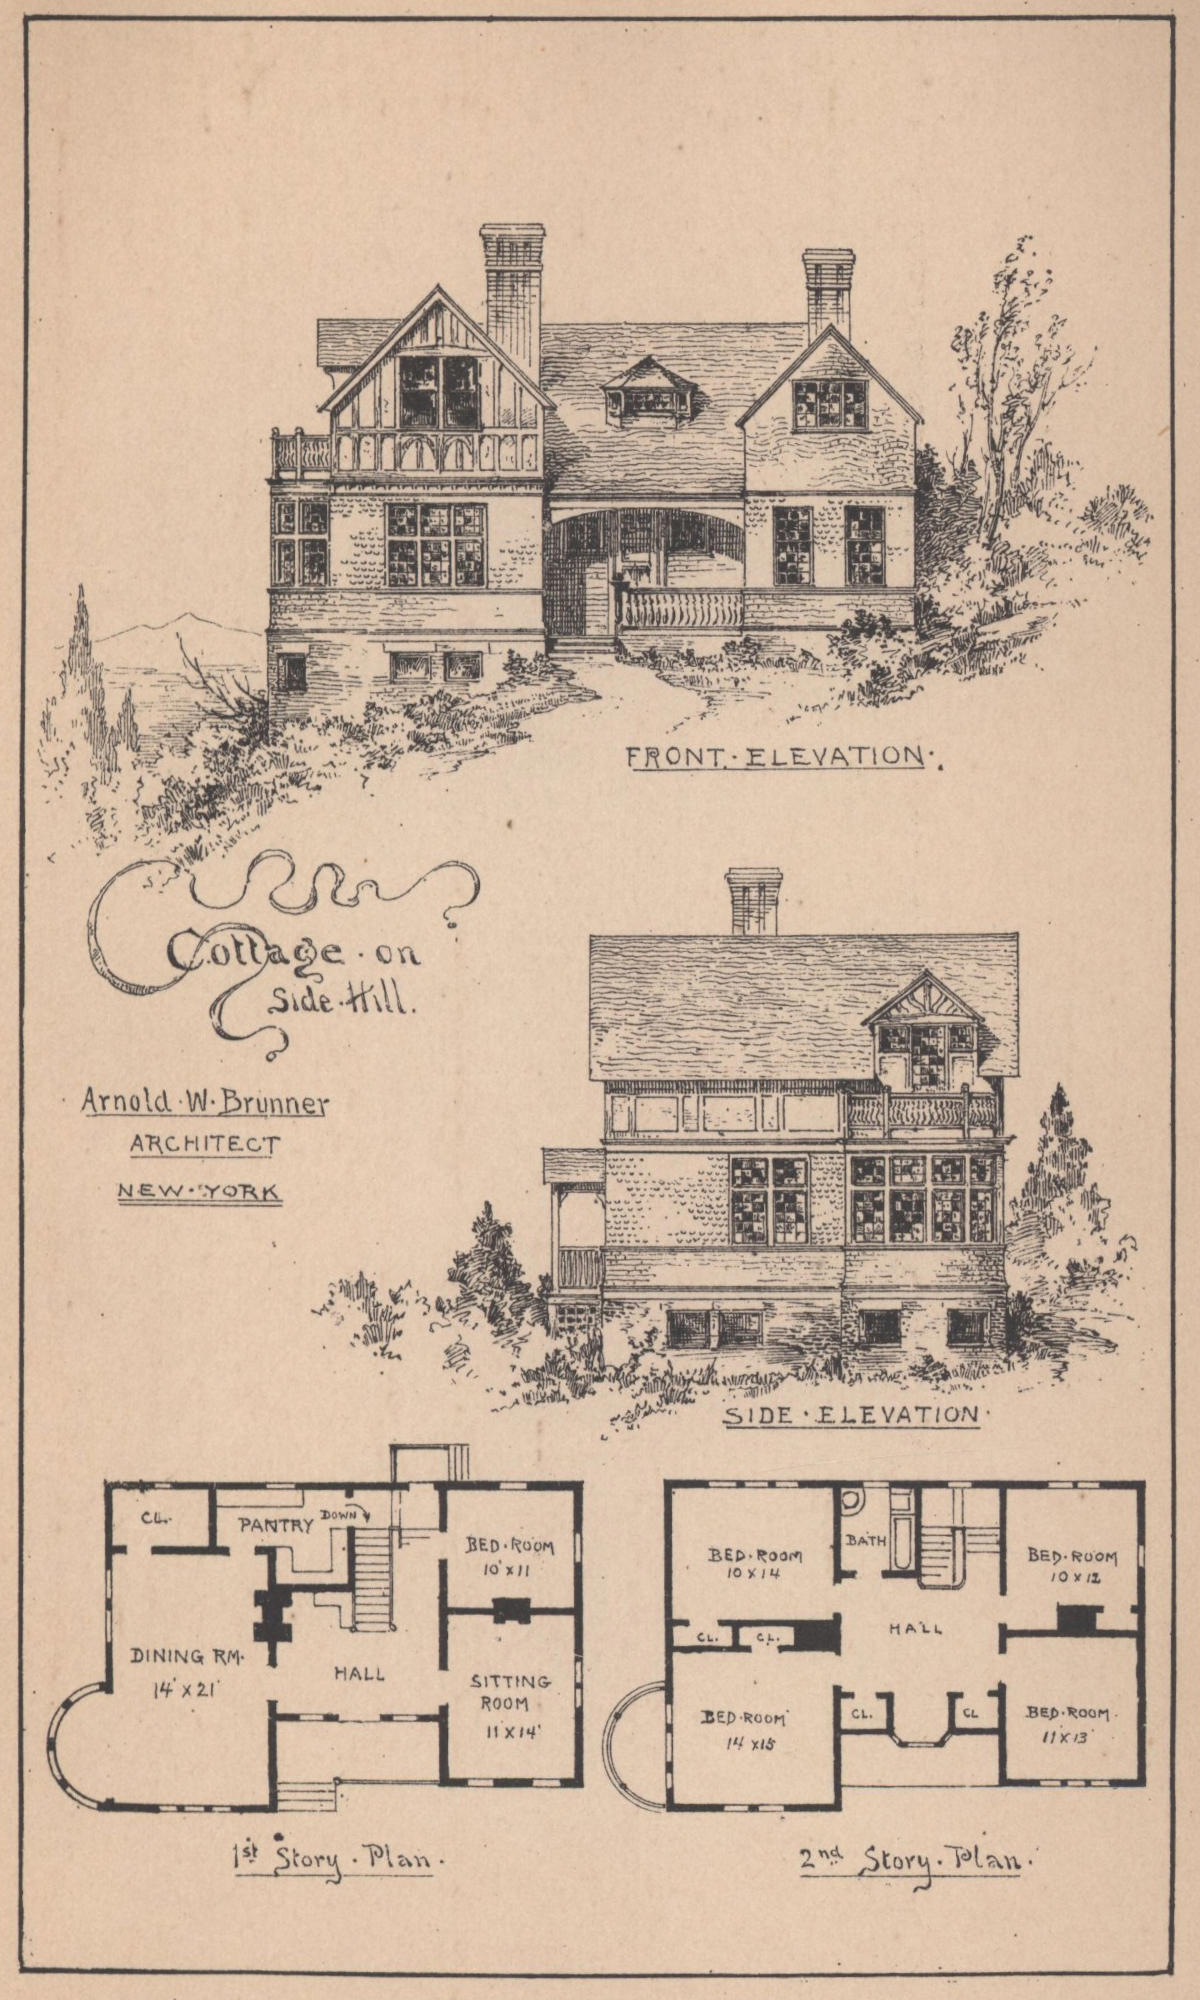 FRONT · ELEVATION ·
Cottage · on
Side · Hill.
Arnold · W · Brunner
ARCHITECT
NEW · YORK
SIDE · ELEVATION ·
CL.
PANTRY
DOWN
BED · ROOM
10' X 11
DINING RM.
14' X 21'
HALL
SITTING
ROOM
11' X 14'
1st Story · Plan ·
BED · ROOM
10 X 14
BATH
BED · ROOM
10 X 12
HALL
CL.
CL.
BED · ROOM
14 X 15
CL.
CL
BED · ROOM
11 X 13
2nd Story · Plan ·